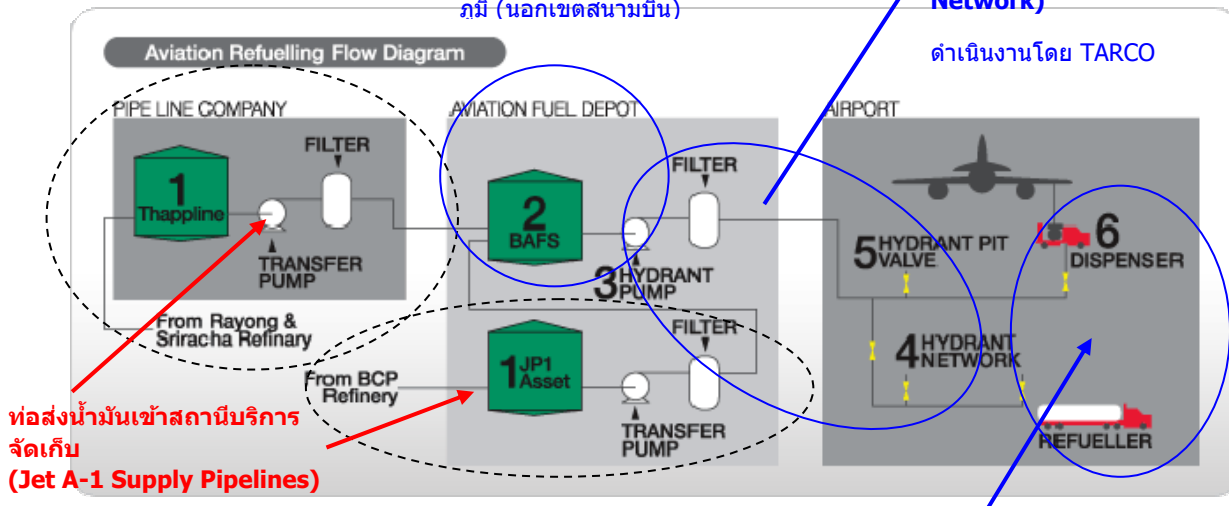 ภูมิ (นอกเขตสนามบิน)
Network)
ดำเนินงานโดย TARCO
Aviation Refuelling Flow Diagram
PIPE LINE COMPANY
AVIATION FUEL DEPOT
AIRPORT
FILTER
1
Thappline
TRANSFER
PUMP
From Rayong &
Sriracha Refinary
FILTER
2
BAFS
3 HYDRANT
PUMP
FILTER
1 JP1
Asset
From BCP
Refinery
TRANSFER
PUMP
5 HYDRANT PIT
VALVE
6
DISPENSER
4 HYDRANT
NETWORK
REFUELLER
ท่อส่งน้ำมันเข้าสถานีบริการ
จัดเก็บ
(Jet A-1 Supply Pipelines)